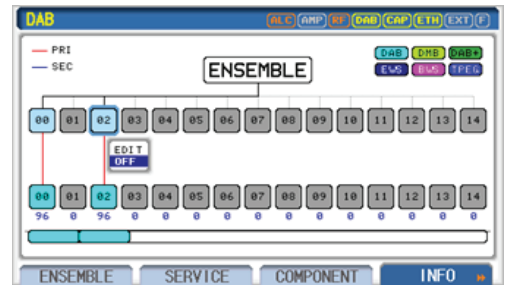 DAB ALC AMP RF DAB CAP ETH EXT F
PRI DAB DMB DAB+
SEC ENSEMBLE EWS BWS TPEG
00 01 02 03 04 05 06 07 08 09 10 11 12 13 14
EDIT
OFF
00 01 02 03 04 05 06 07 08 09 10 11 12 13 14
96 0 96 0 0 0 0 0 0 0 0 0 0 0 0
ENSEMBLE SERVICE COMPONENT INFO